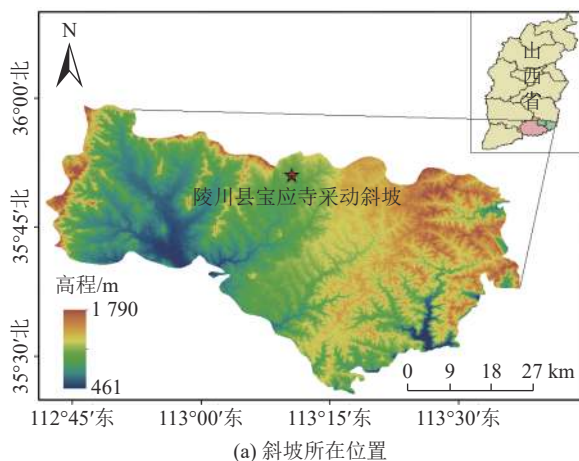 N
山
西
省
36°00′北
35°45′北
35°30′北
陵川县宝应寺采动斜坡
高程/m
1 790
461
0 9 18 27 km
112°45′东 113°00′东 113°15′东 113°30′东
(a) 斜坡所在位置